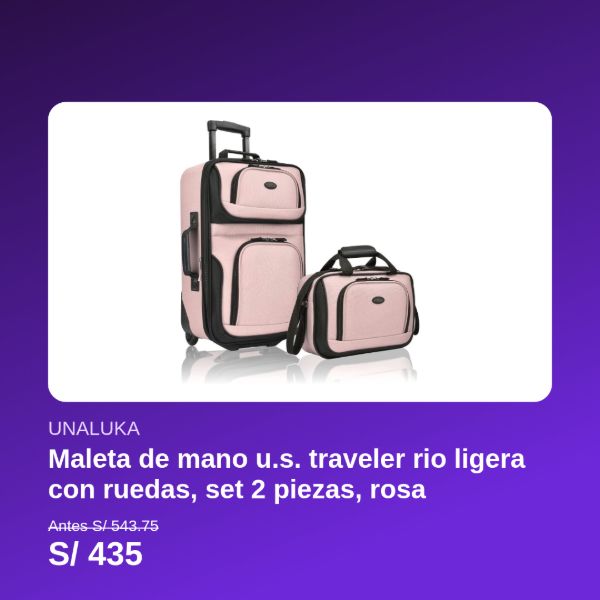 UNALUKA
Maleta de mano u.s. traveler rio ligera
con ruedas, set 2 piezas, rosa
Antes S/ 543.75
S/ 435